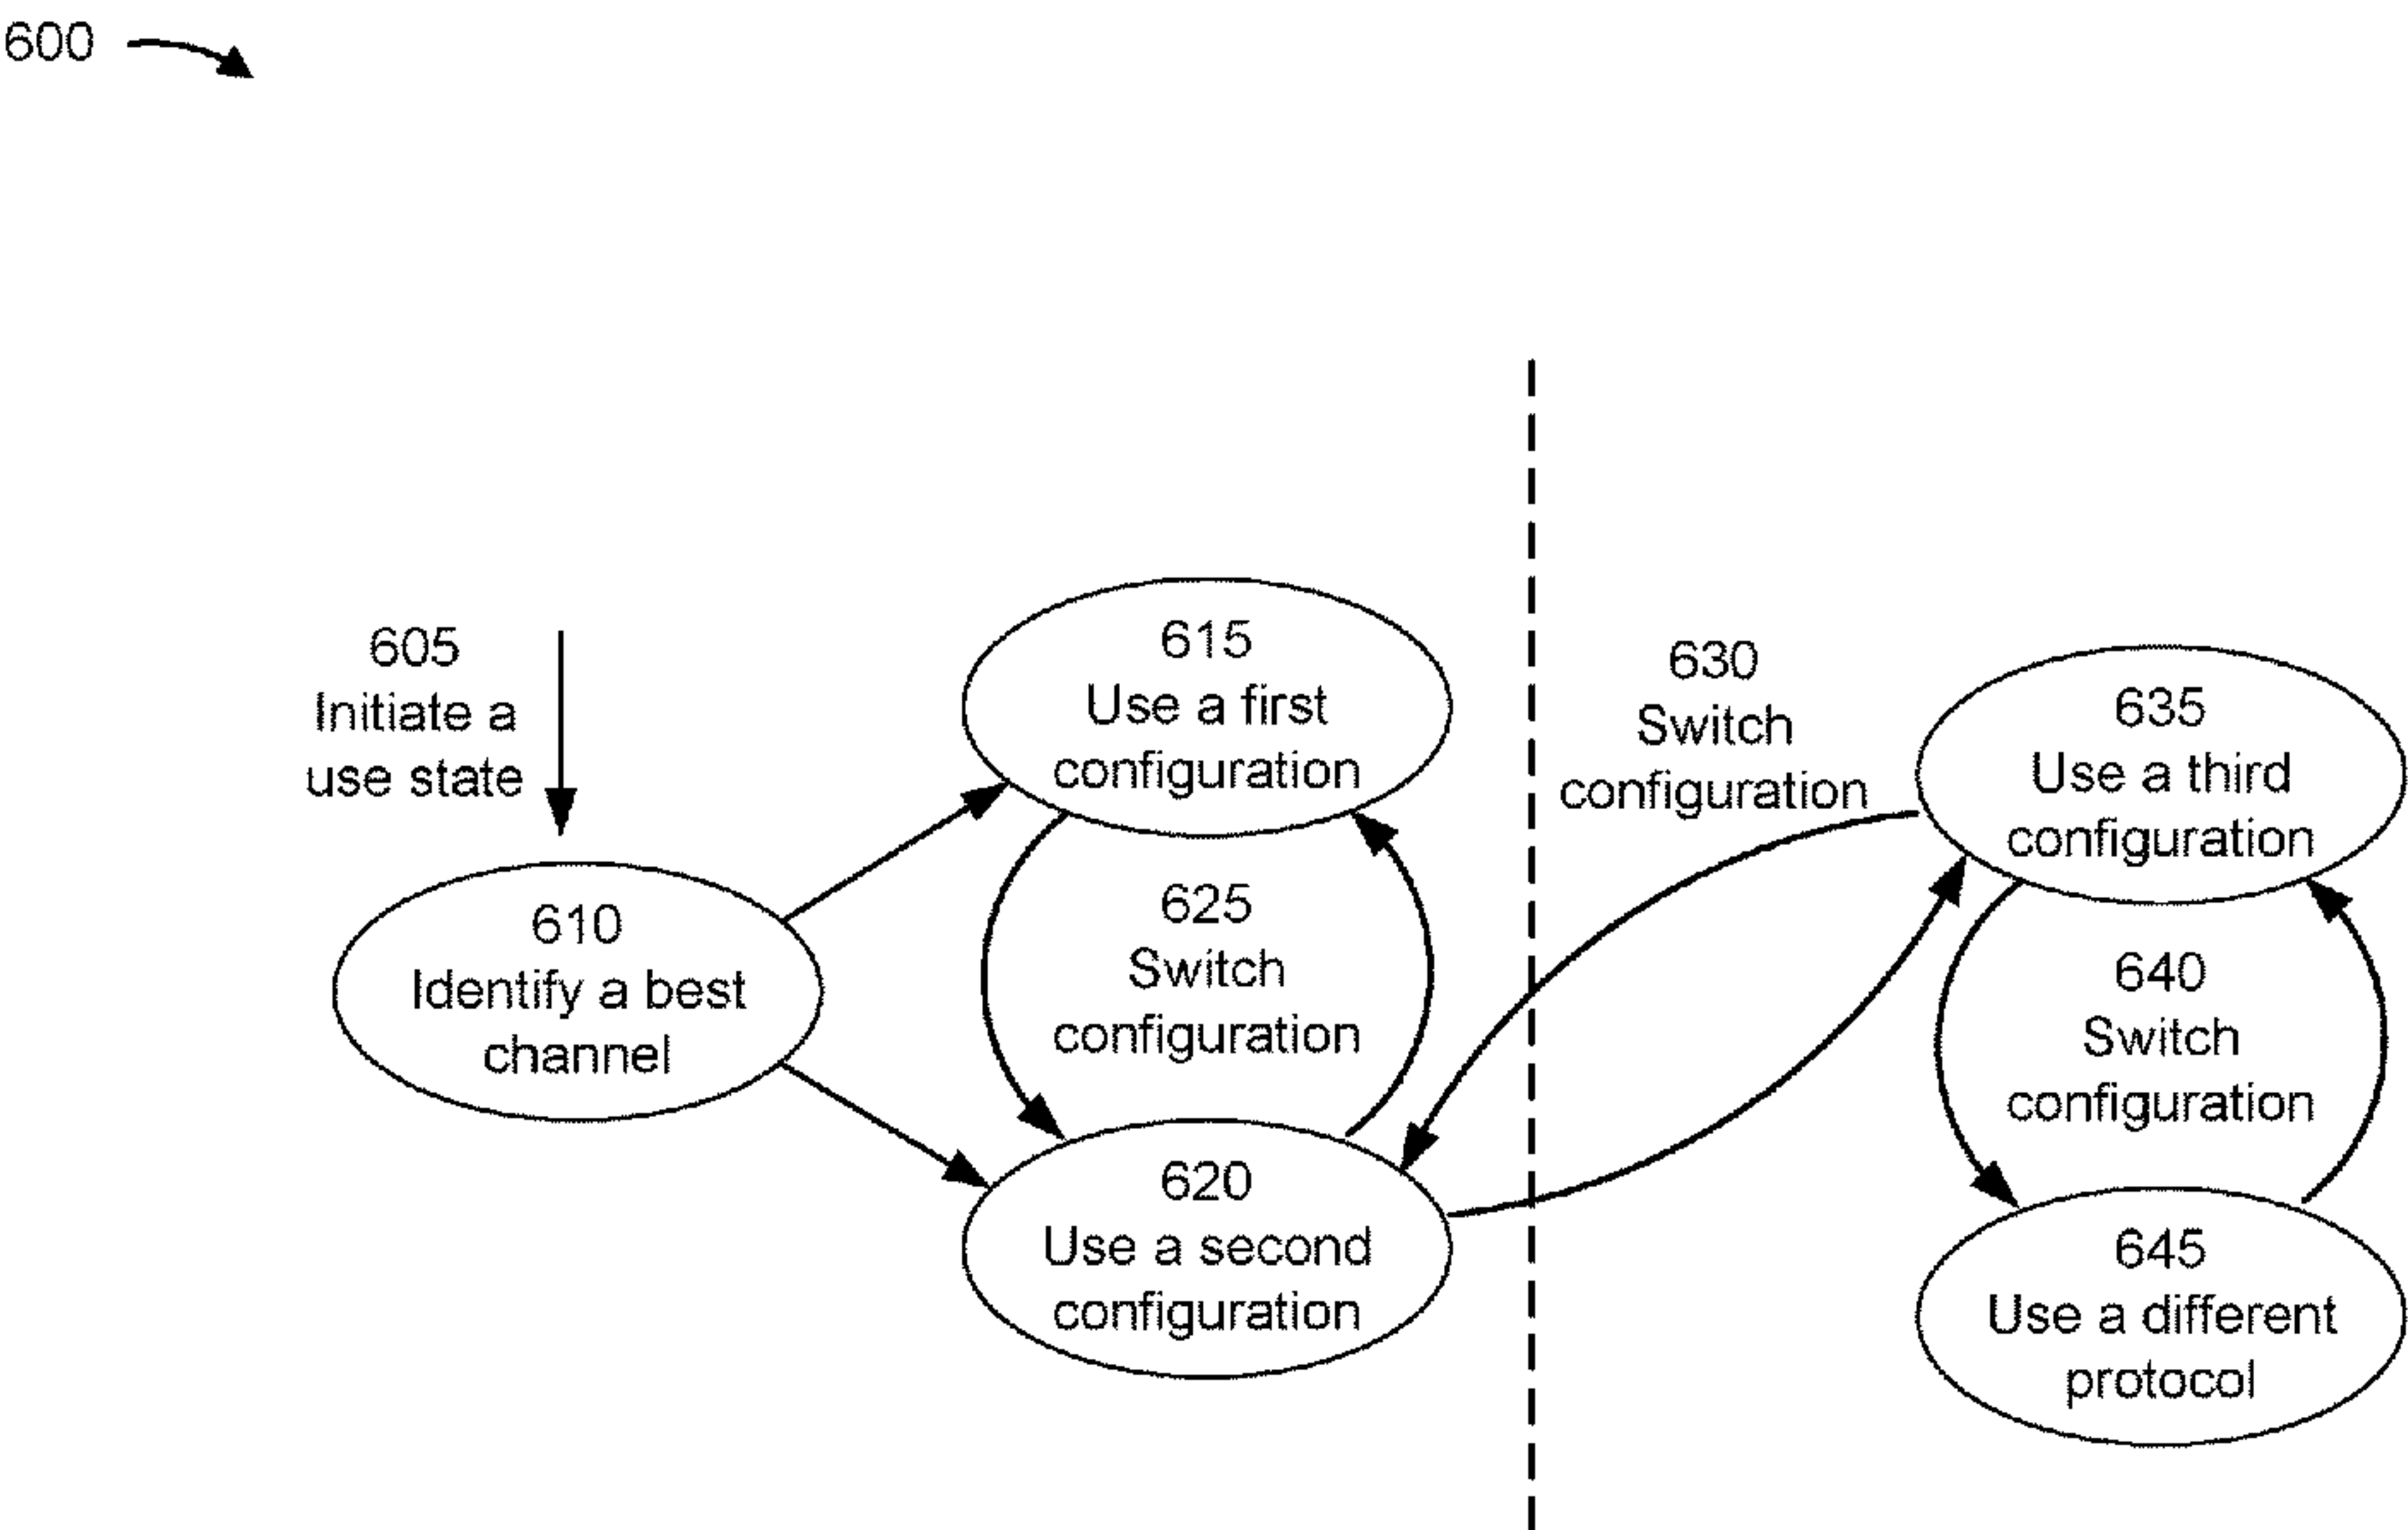 600
605
Initiate a
use state
610
Identify a best
channel
615
Use a first
configuration
625
Switch
configuration
620
Use a second
configuration
630
Switch
configuration
635
Use a third
configuration
640
Switch
configuration
645
Use a different
protocol